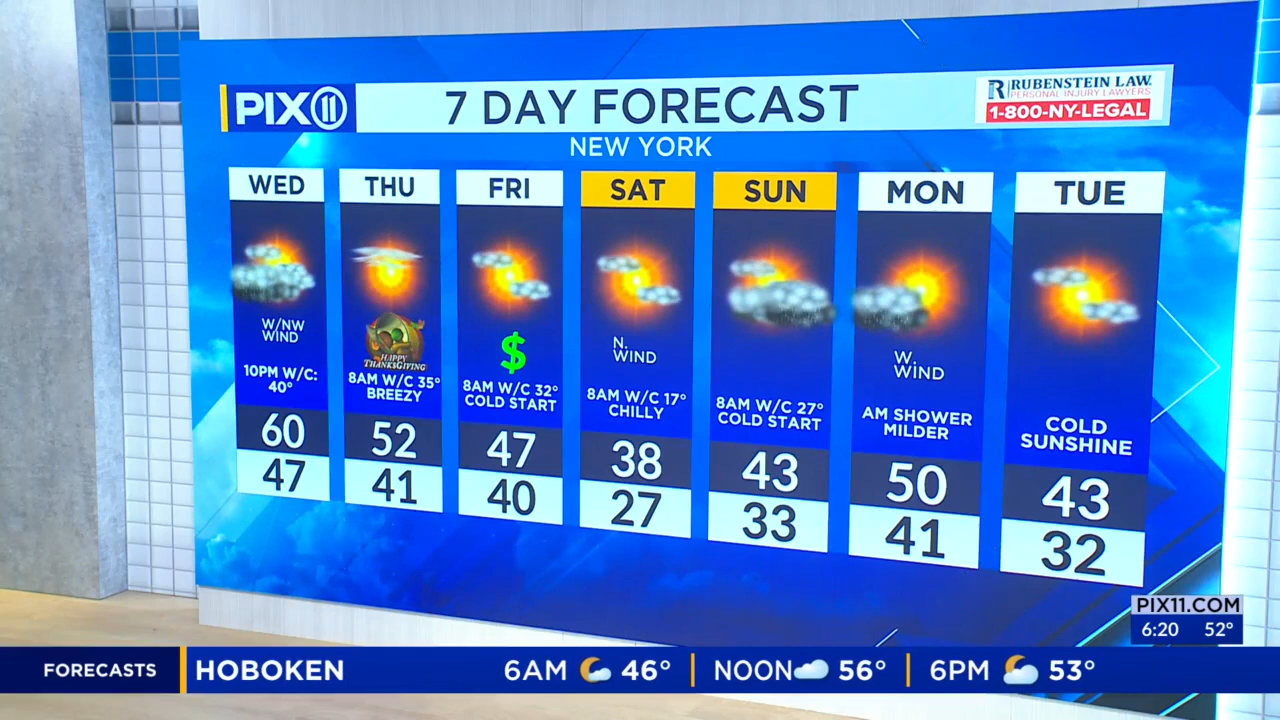 PIX11
7 DAY FORECAST
RUBENSTEIN LAW.
PERSONAL INJURY LAWYERS
1-800-NY-LEGAL
NEW YORK
WED
W/NW
WIND
10PM W/C:
40°
60
47
THU
HAPPY
THANKSGIVING
8AM W/C 35°
BREEZY
52
41
FRI
$
8AM W/C 32°
COLD START
47
40
SAT
N.
WIND
8AM W/C 17°
CHILLY
38
27
SUN
8AM W/C 27°
COLD START
43
33
MON
W.
WIND
AM SHOWER
MILDER
50
41
TUE
COLD
SUNSHINE
43
32
PIX11.COM
6:20 52°
FORECASTS HOBOKEN 6AM 46° NOON 56° 6PM 53°